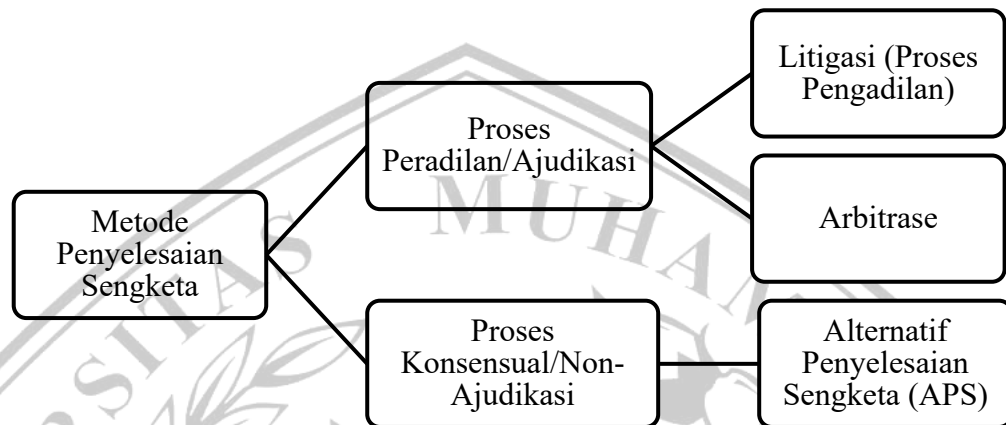 Litigasi (Proses
Pengadilan)
Proses
Peradilan/Ajudikasi
Arbitrase
Metode
Penyelesaian
Sengketa
Proses
Konsensual/Non-
Ajudikasi
Alternatif
Penyelesaian
Sengketa (APS)